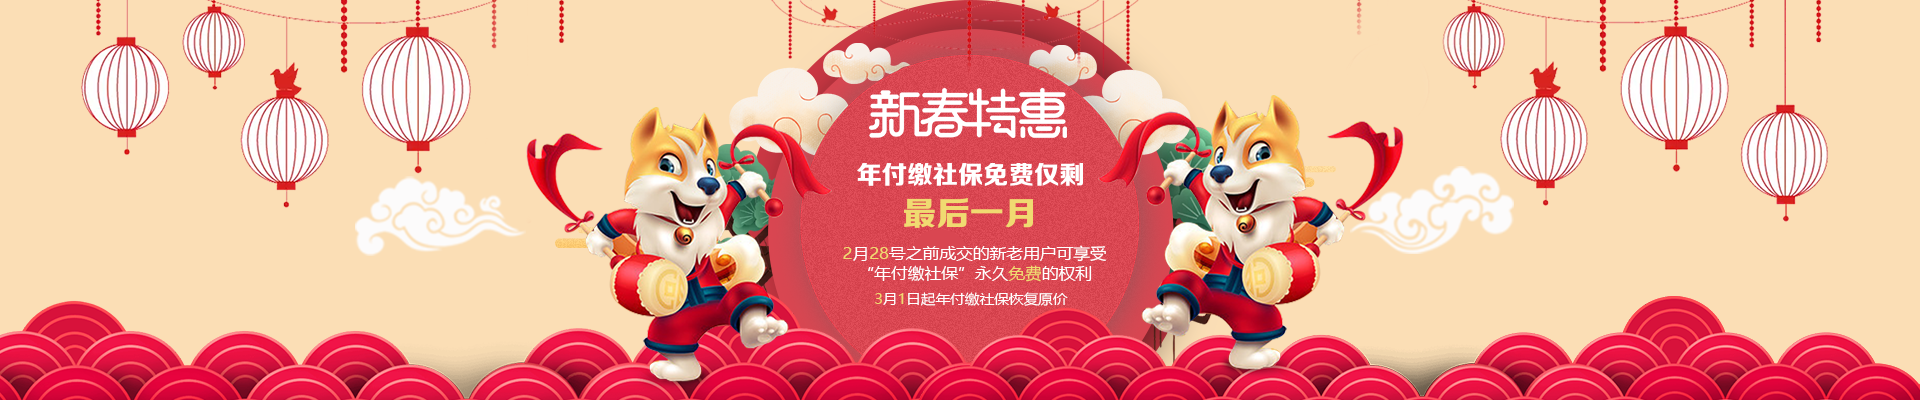 新春特惠
年付缴社保免费仅剩
最后一月
2月28号之前成交的新老用户可享受
“年付缴社保”永久免费的权利
3月1日起年付缴社保恢复原价